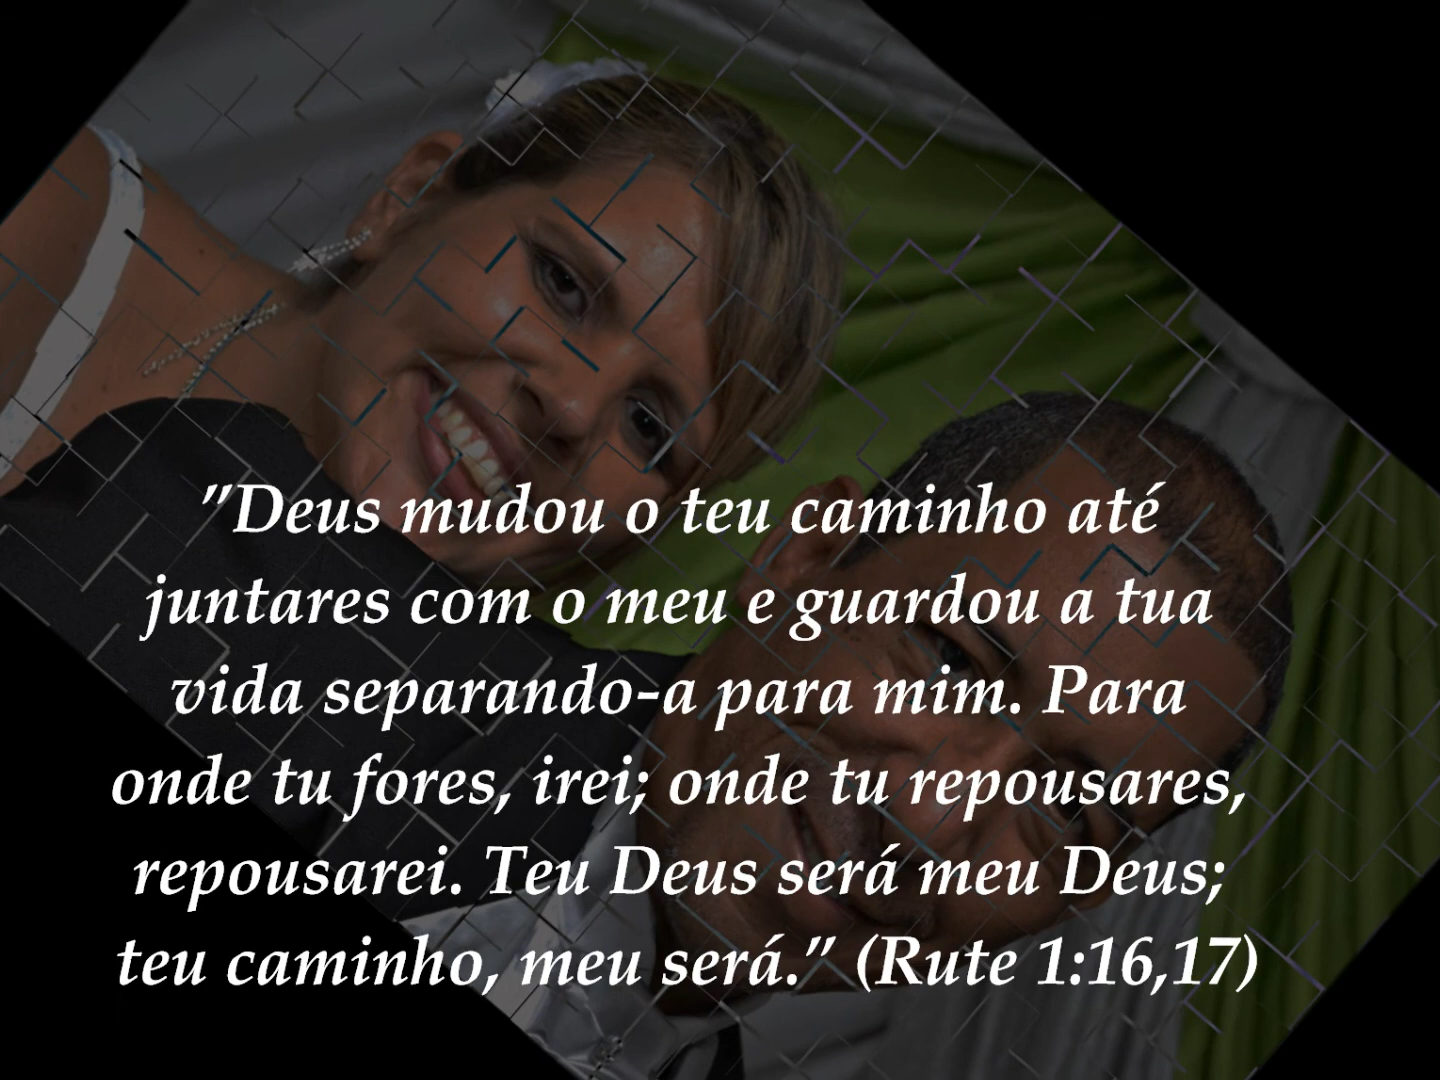 "Deus mudou o teu caminho até
juntares com o meu e guardou a tua
vida separando-a para mim. Para
onde tu fores, irei; onde tu repousares,
repousarei. Teu Deus será meu Deus;
teu caminho, meu será." (Rute 1:16,17)